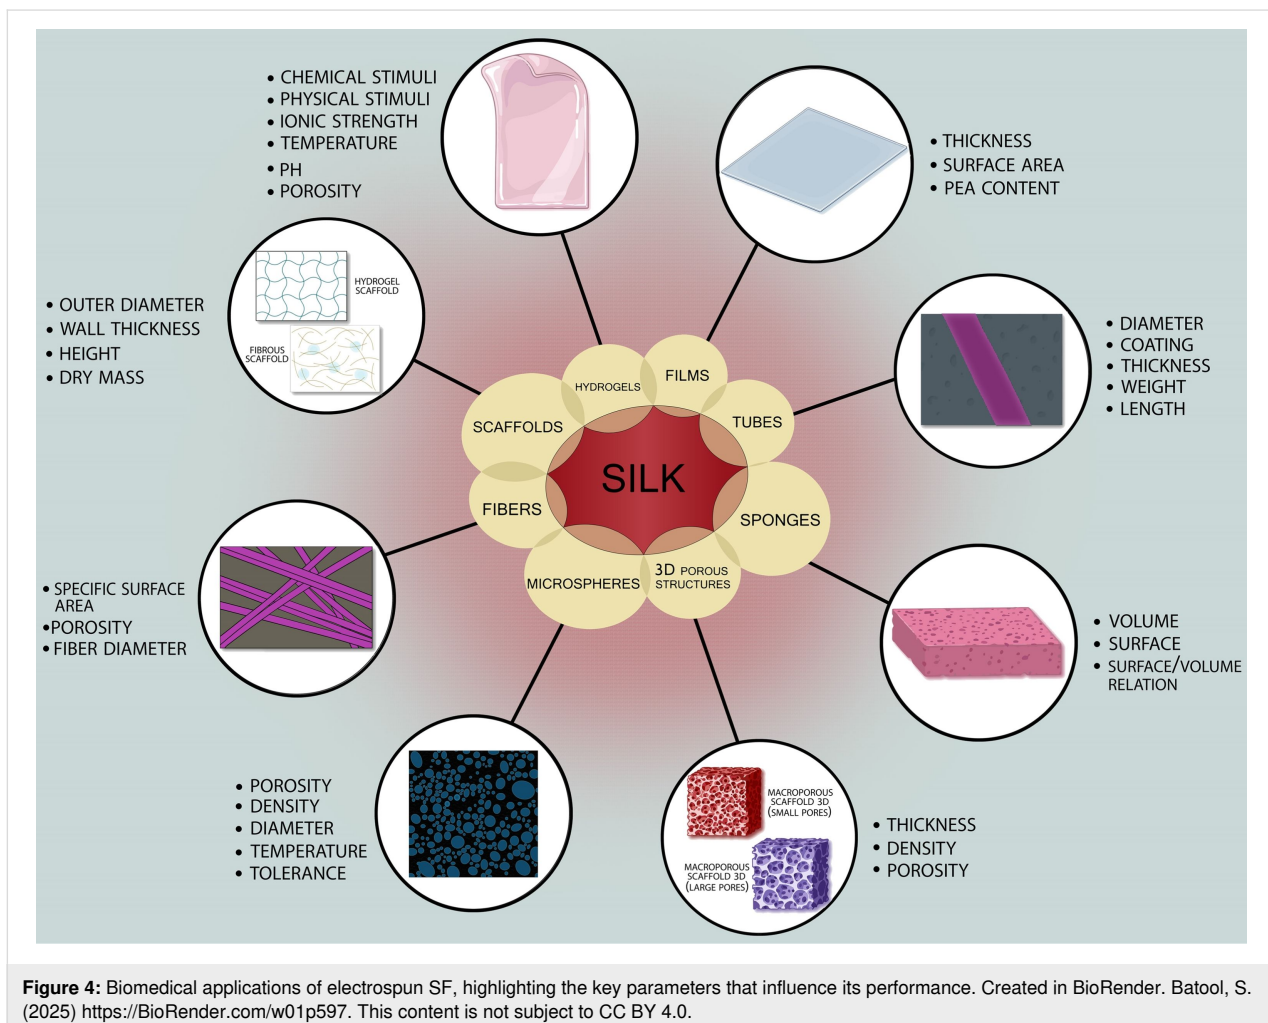 • CHEMICAL STIMULI
• PHYSICAL STIMULI
• IONIC STRENGTH
• TEMPERATURE
• PH
• POROSITY
• THICKNESS
• SURFACE AREA
• PEA CONTENT
HYDROGEL
SCAFFOLD
FIBROUS
SCAFFOLD
• OUTER DIAMETER
• WALL THICKNESS
• HEIGHT
• DRY MASS
• DIAMETER
• COATING
• THICKNESS
• WEIGHT
• LENGTH
HYDROGELS
FILMS
SCAFFOLDS
TUBES
SILK
FIBERS
SPONGES
MICROSPHERES
3D POROUS
STRUCTURES
• SPECIFIC SURFACE
AREA
•POROSITY
• FIBER DIAMETER
• VOLUME
• SURFACE
• SURFACE/VOLUME
RELATION
• POROSITY
• DENSITY
• DIAMETER
• TEMPERATURE
• TOLERANCE
MACROPOROUS
SCAFFOLD 3D
(SMALL PORES)
MACROPOROUS
SCAFFOLD 3D
(LARGE PORES)
• THICKNESS
• DENSITY
• POROSITY
Figure 4: Biomedical applications of electrospun SF, highlighting the key parameters that influence its performance. Created in BioRender. Batool, S.
(2025) https://BioRender.com/w01p597. This content is not subject to CC BY 4.0.